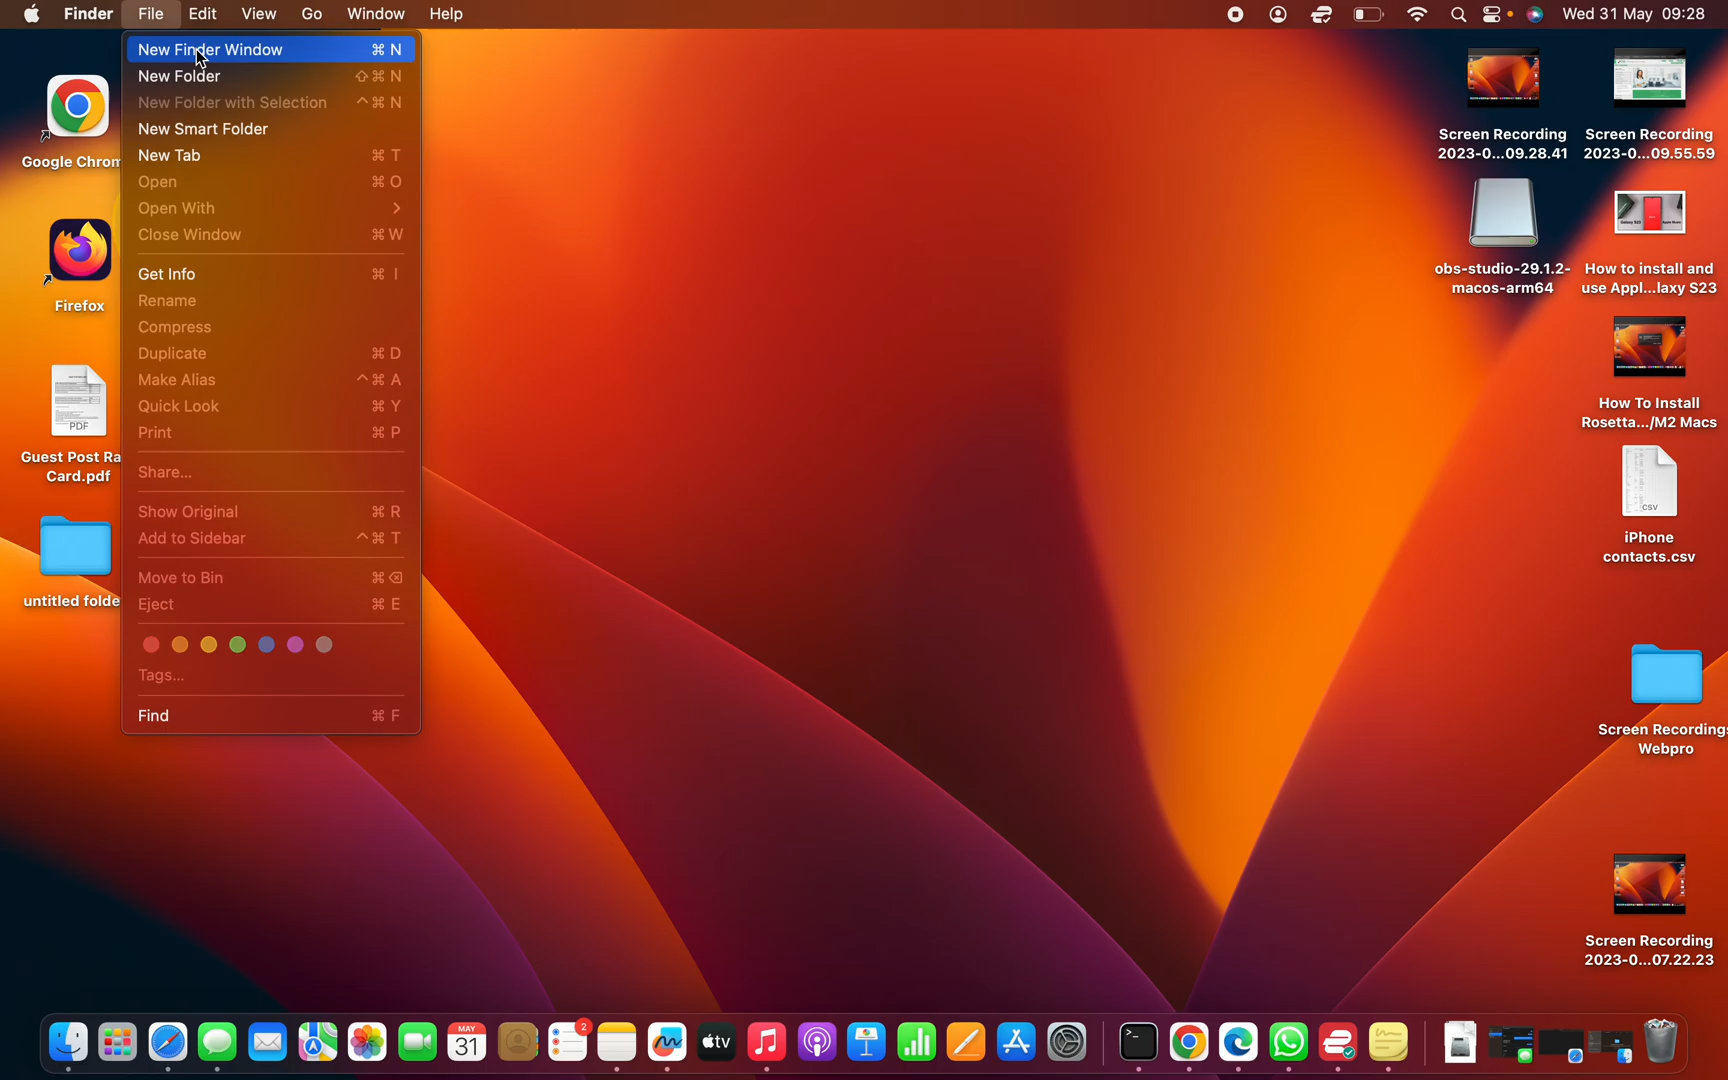 Finder File Edit View Go Window Help Wed 31 May 09:28
New Finder Window ⌘ N
New Folder ⇧⌘ N
New Folder with Selection ^⌘ N
New Smart Folder
New Tab ⌘ T
Open ⌘ O
Open With >
Close Window ⌘ W
Get Info ⌘ I
Rename
Compress
Duplicate ⌘ D
Make Alias ^⌘ A
Quick Look ⌘ Y
Print ⌘ P
Share...
Show Original ⌘ R
Add to Sidebar ^⌘ T
Move to Bin ⌘⌫
Eject ⌘ E
Tags...
Find ⌘ F
Google Chrom
Firefox
PDF
Guest Post Ra
Card.pdf
untitled folde
Screen Recording
2023-0...09.28.41
Screen Recording
2023-0...09.55.59
obs-studio-29.1.2-
macos-arm64
How to install and
use Appl...laxy S23
How To Install
Rosetta.../M2 Macs
CSV
iPhone
contacts.csv
Screen Recordings
Webpro
Screen Recording
2023-0...07.22.23
MAY
31
2
tv